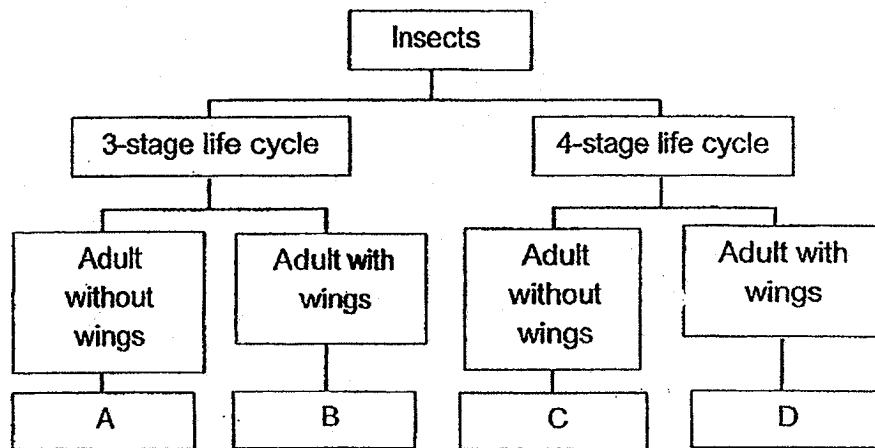 Insects
3-stage life cycle
4-stage life cycle
Adult
without
wings
Adult with
wings
Adult
without
wings
Adult with
wings
A
B
C
D